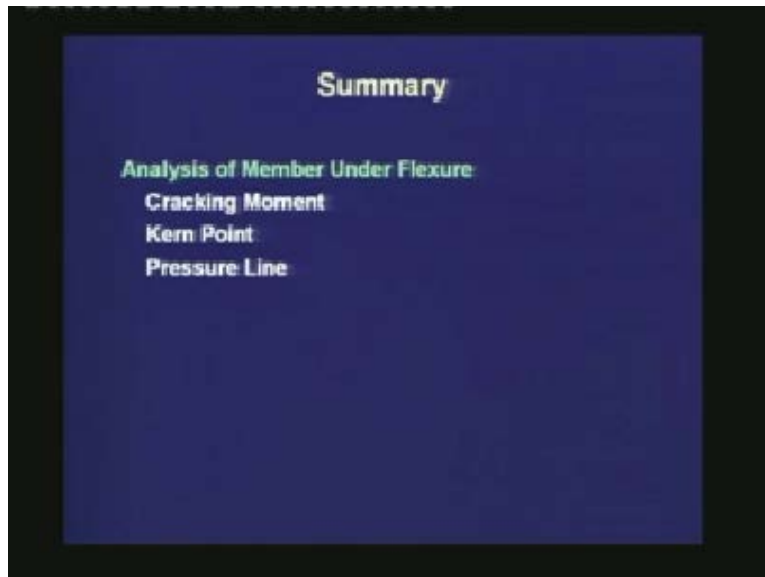 Summary
Analysis of Member Under Flexure
Cracking Moment
Kern Point
Pressure Line